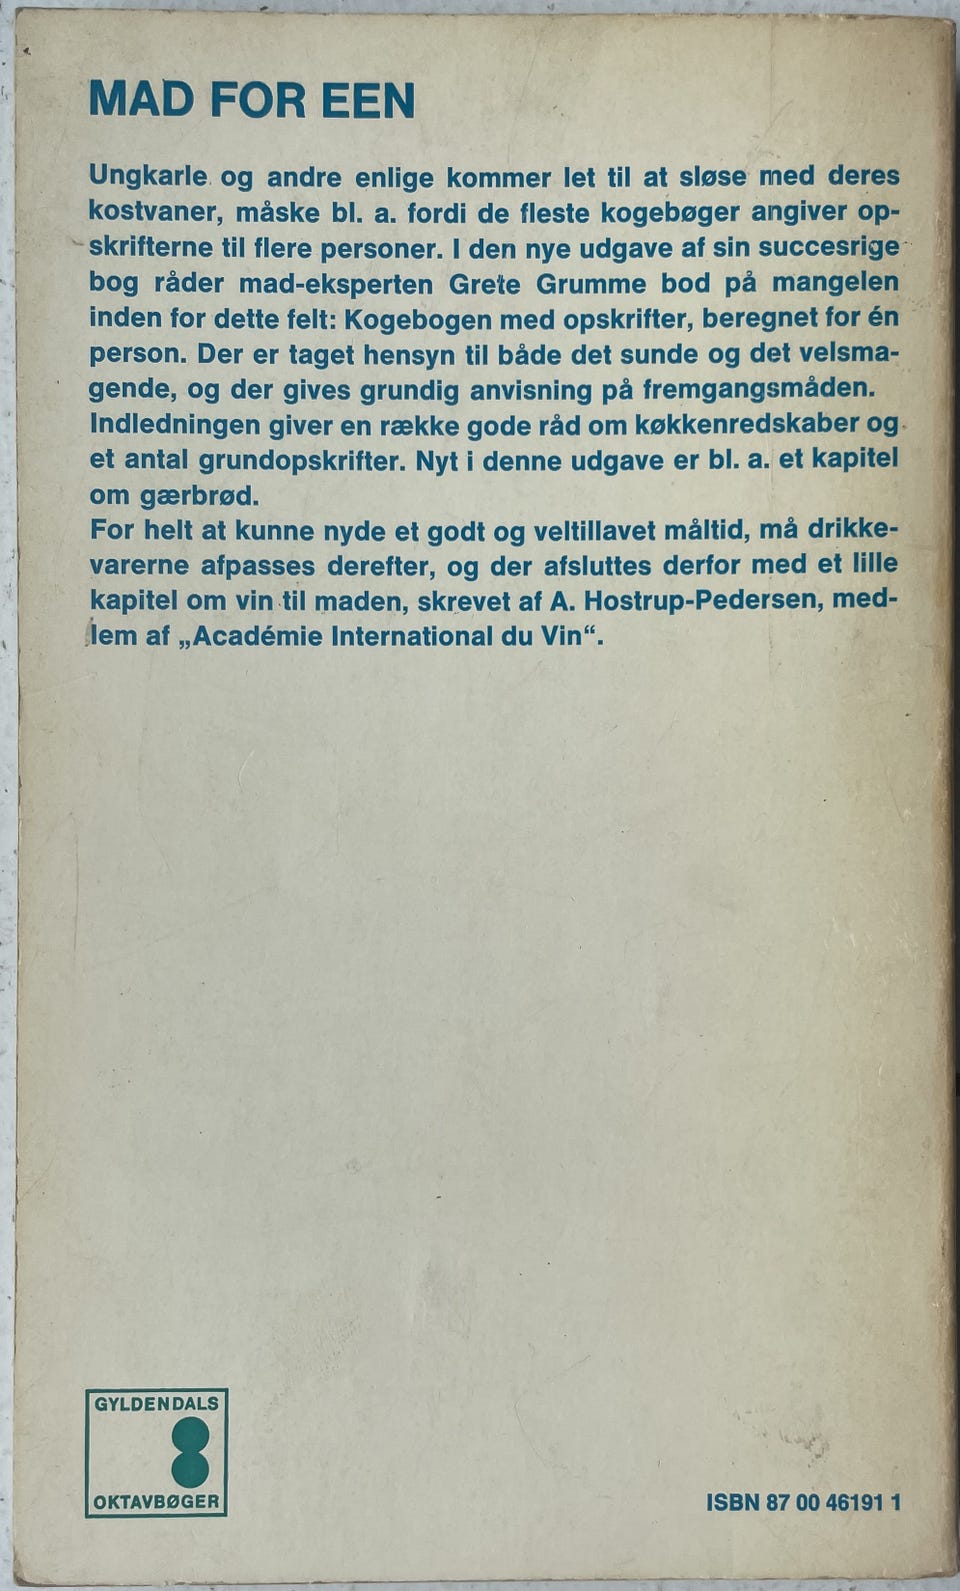 MAD FOR EEN
Ungkarle og andre enlige kommer let til at sløse med deres
kostvaner, måske bl. a. fordi de fleste kogebøger angiver op-
skrifterne til flere personer. I den nye udgave af sin succesrige
bog råder mad-eksperten Grete Grumme bod på mangelen
inden for dette felt: Kogebogen med opskrifter, beregnet for én
person. Der er taget hensyn til både det sunde og det velsma-
gende, og der gives grundig anvisning på fremgangsmåden.
Indledningen giver en række gode råd om køkkenredskaber og
et antal grundopskrifter. Nyt i denne udgave er bl. a. et kapitel
om gærbrød.
For helt at kunne nyde et godt og veltillavet måltid, må drikke-
varerne afpasses derefter, og der afsluttes derfor med et lille
kapitel om vin til maden, skrevet af A. Hostrup-Pedersen, med-
lem af „Académie International du Vin“.
GYLDENDALS
8
OKTAVBØGER
ISBN 87 00 46191 1